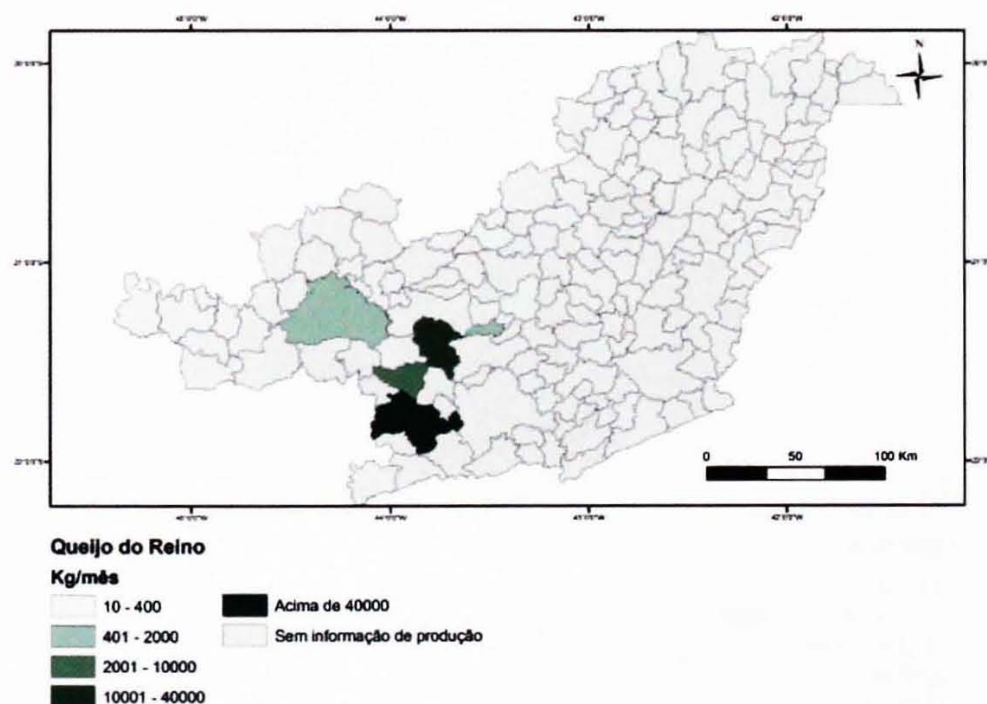 N
0 50 100 Km
Queijo do Reino
Kg/mês
10 - 400
401 - 2000
2001 - 10000
10001 - 40000
Acima de 40000
Sem informação de produção